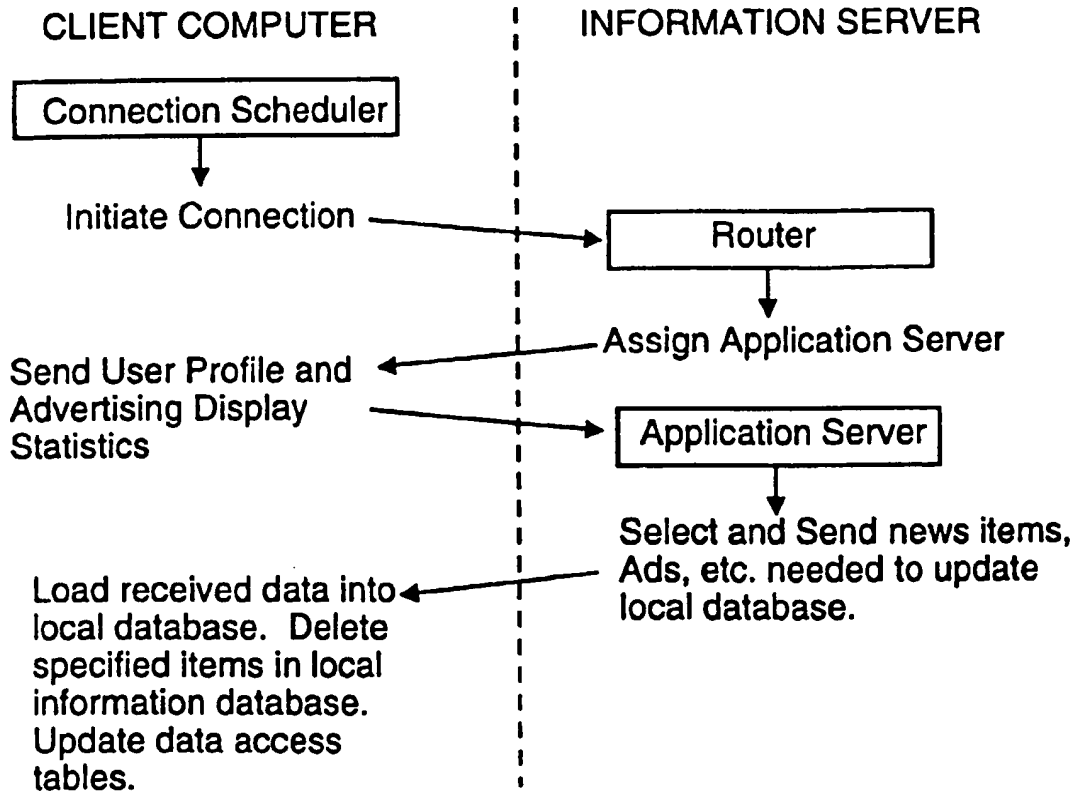 CLIENT COMPUTER
INFORMATION SERVER
Connection Scheduler
Initiate Connection
Router
Assign Application Server
Send User Profile and
Advertising Display
Statistics
Application Server
Select and Send news items,
Ads, etc. needed to update
local database.
Load received data into
local database. Delete
specified items in local
information database.
Update data access
tables.